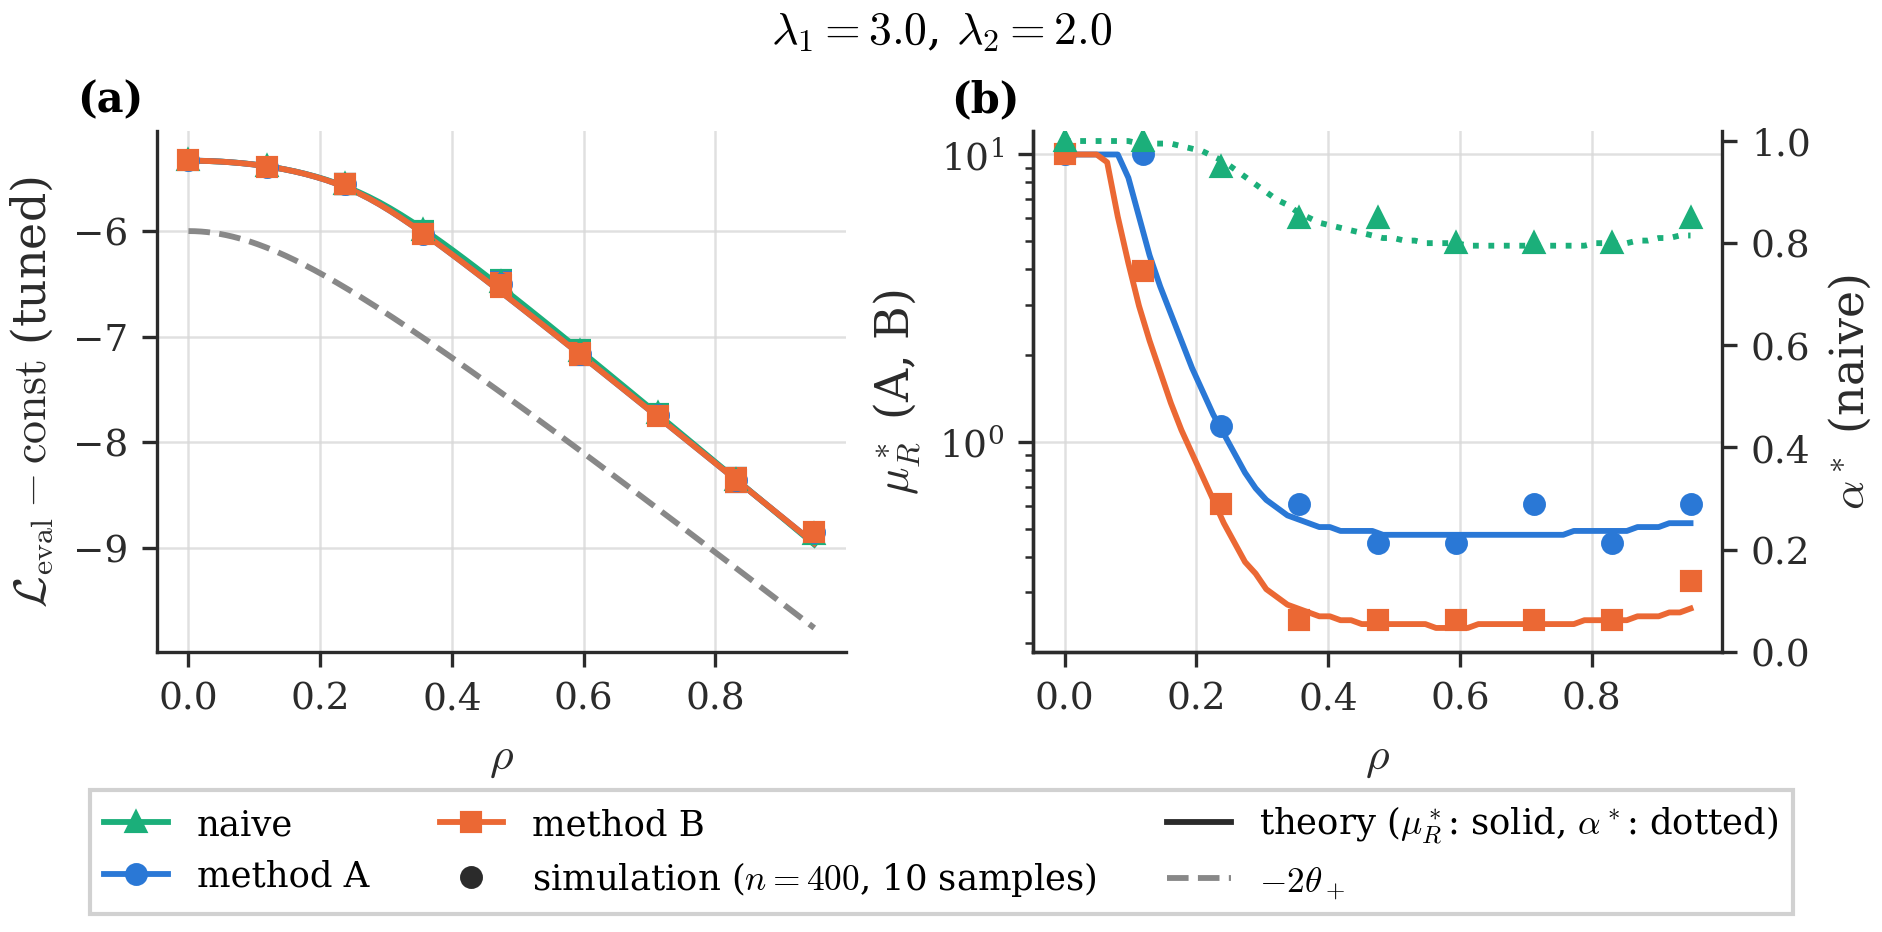 λ₁ = 3.0, λ₂ = 2.0
(a)
(b)
ℒ_eval − const (tuned)
−6
−7
−8
−9
0.0 0.2 0.4 0.6 0.8
ρ
μ*_R (A, B)
10¹
10⁰
0.0 0.2 0.4 0.6 0.8
ρ
1.0
0.8
0.6
0.4
0.2
0.0
α* (naive)
naive
method A
method B
simulation (n = 400, 10 samples)
theory (μ*_R: solid, α*: dotted)
−2θ₊